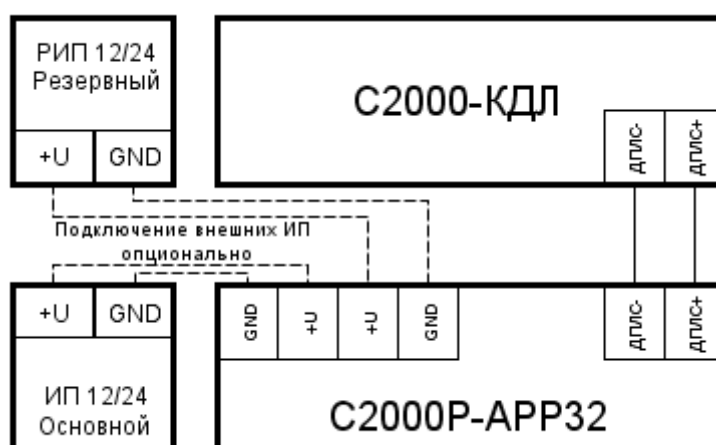 РИП 12/24
Резервный
+U
GND
С2000-КДЛ
ДПЛС-
ДПЛС+
Подключение внешних ИП
опционально
+U
GND
ИП 12/24
Основной
GND
+U
+U
GND
ДПЛС-
ДПЛС+
С2000Р-АРР32